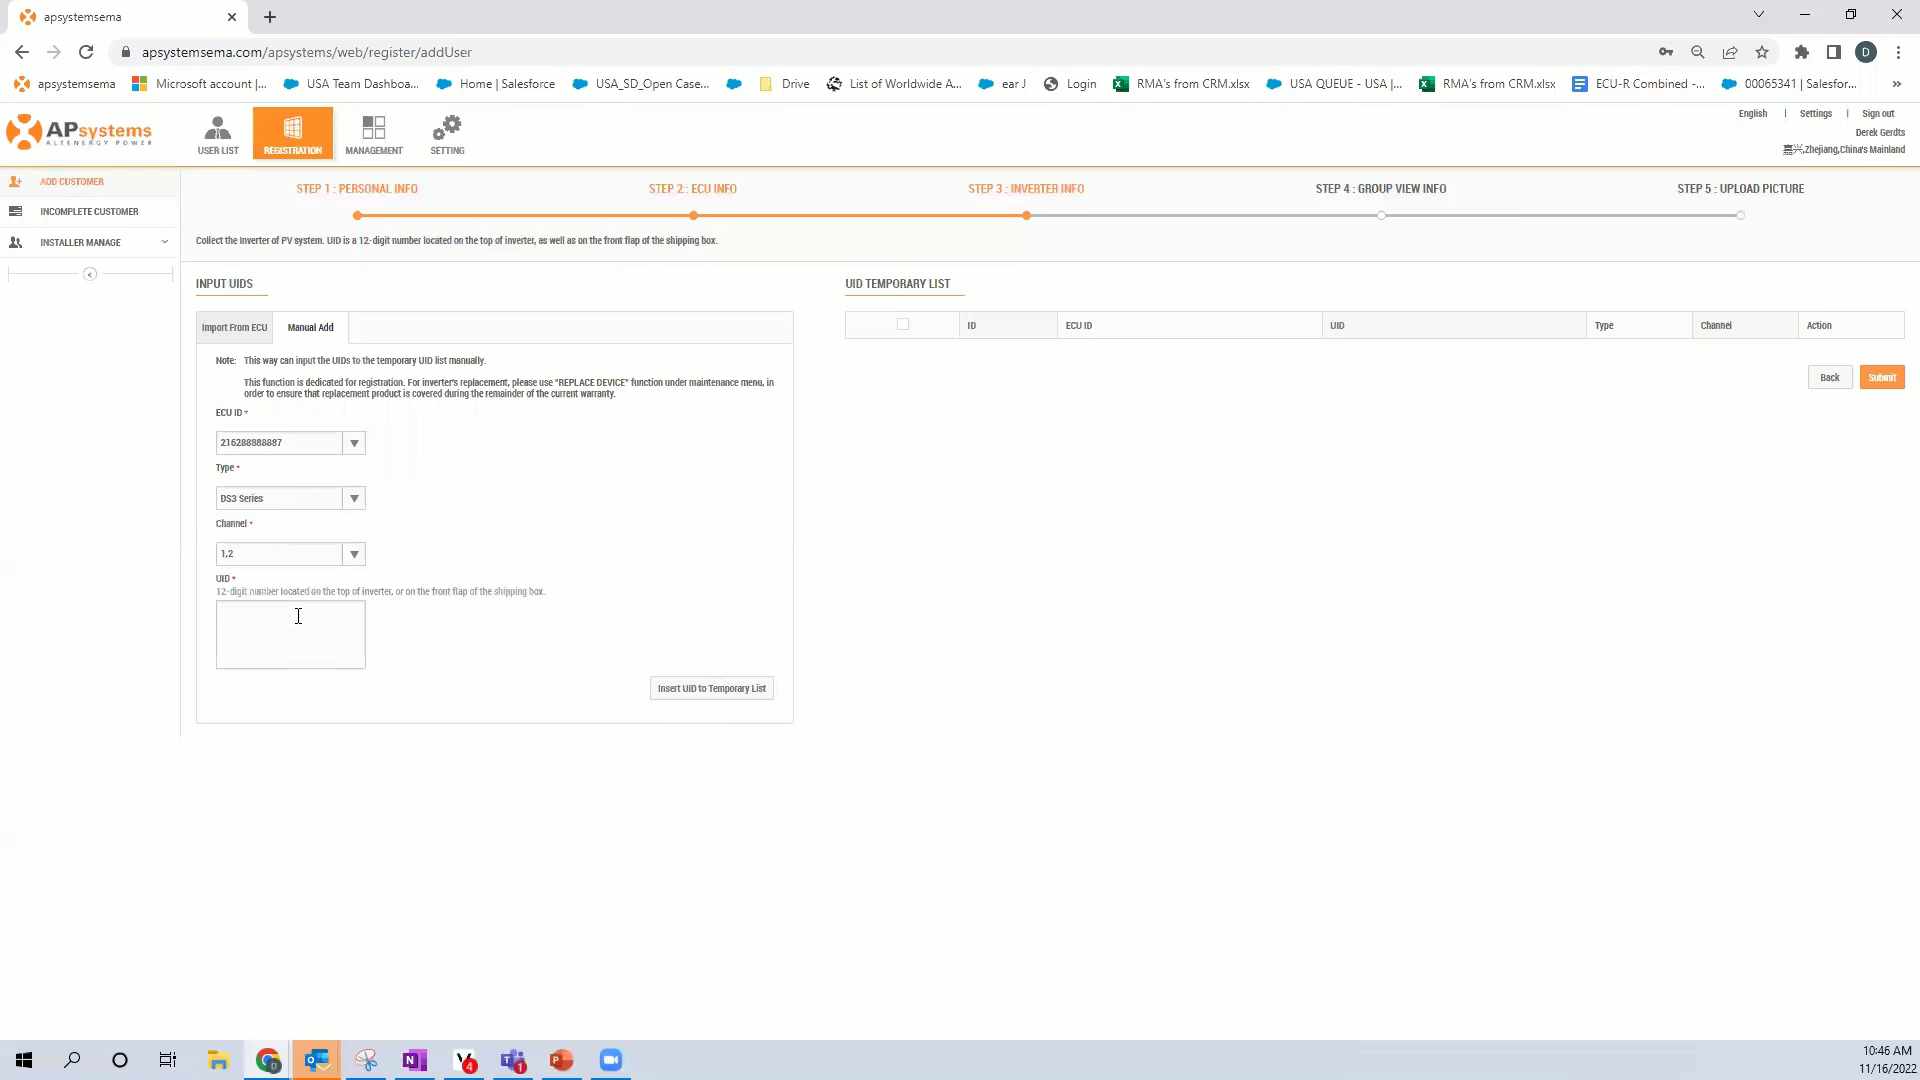 apsystemsema
apsystemsema.com/apsystems/web/register/addUser
D
apsystemsema
Microsoft account |...
USA Team Dashboa...
Home | Salesforce
USA_SD_Open Case...
Drive
List of Worldwide A...
ear J
Login
RMA's from CRM.xlsx
USA QUEUE - USA |...
RMA's from CRM.xlsx
ECU-R Combined -...
00065341 | Salesfor...
»
APsystems
ALTENERGY POWER
USER LIST
REGISTRATION
MANAGEMENT
SETTING
English | Settings | Sign out
Derek Gerdts
嘉兴,Zhejiang,China's Mainland
ADD CUSTOMER
INCOMPLETE CUSTOMER
INSTALLER MANAGE
STEP 1 : PERSONAL INFO
STEP 2 : ECU INFO
STEP 3 : INVERTER INFO
STEP 4 : GROUP VIEW INFO
STEP 5 : UPLOAD PICTURE
Collect the Inverter of PV system. UID is a 12-digit number located on the top of inverter, as well as on the front flap of the shipping box.
INPUT UIDS
Import From ECU
Manual Add
Note: This way can input the UIDs to the temporary UID list manually.
This function is dedicated for registration. For inverter's replacement, please use "REPLACE DEVICE" function under maintenance menu, in
order to ensure that replacement product is covered during the remainder of the current warranty.
ECU ID *
216288888887
Type *
DS3 Series
Channel *
1,2
UID *
12-digit number located on the top of inverter, or on the front flap of the shipping box.
Insert UID to Temporary List
UID TEMPORARY LIST
ID
ECU ID
UID
Type
Channel
Action
Back
Submit
10:46 AM
11/16/2022